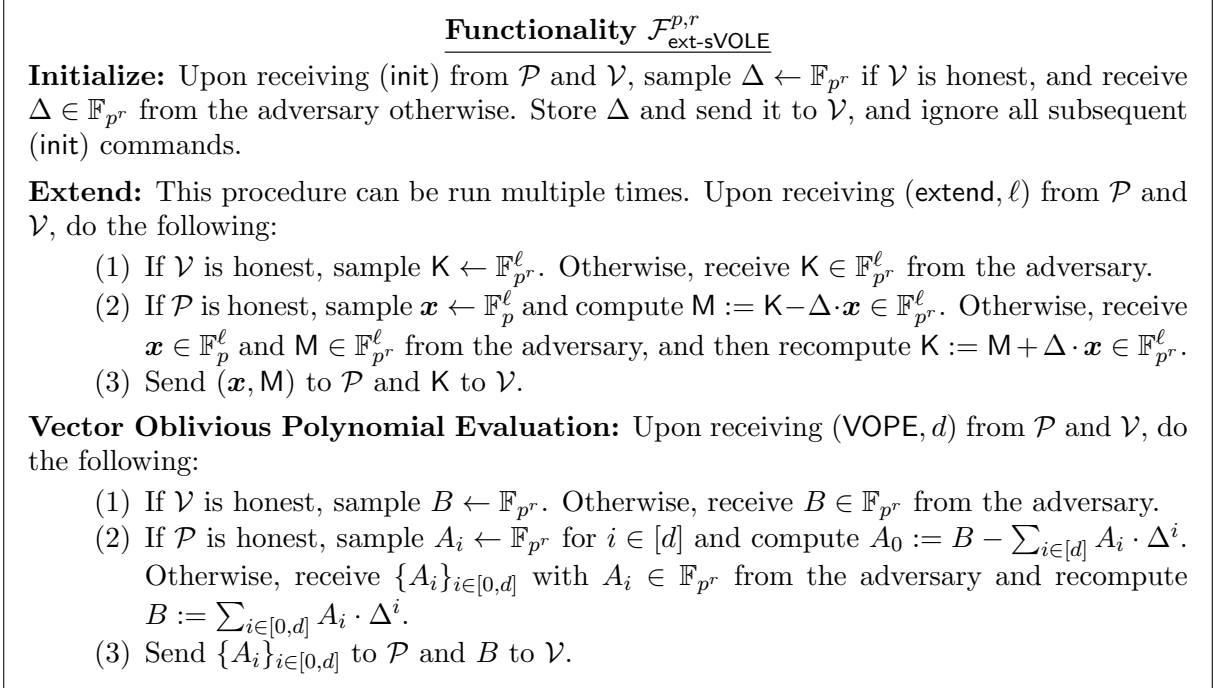 Functionality $\mathcal{F}^{p,r}_{\text{ext-sVOLE}}$
Initialize: Upon receiving (init) from $\mathcal{P}$ and $\mathcal{V}$, sample $\Delta \leftarrow \mathbb{F}_{p^r}$ if $\mathcal{V}$ is honest, and receive
$\Delta \in \mathbb{F}_{p^r}$ from the adversary otherwise. Store $\Delta$ and send it to $\mathcal{V}$, and ignore all subsequent
(init) commands.
Extend: This procedure can be run multiple times. Upon receiving (extend, $\ell$) from $\mathcal{P}$ and
$\mathcal{V}$, do the following:
(1) If $\mathcal{V}$ is honest, sample $\mathsf{K} \leftarrow \mathbb{F}^{\ell}_{p^r}$. Otherwise, receive $\mathsf{K} \in \mathbb{F}^{\ell}_{p^r}$ from the adversary.
(2) If $\mathcal{P}$ is honest, sample $\boldsymbol{x} \leftarrow \mathbb{F}^{\ell}_{p}$ and compute $\mathsf{M} := \mathsf{K} - \Delta \cdot \boldsymbol{x} \in \mathbb{F}^{\ell}_{p^r}$. Otherwise, receive
$\boldsymbol{x} \in \mathbb{F}^{\ell}_{p}$ and $\mathsf{M} \in \mathbb{F}^{\ell}_{p^r}$ from the adversary, and then recompute $\mathsf{K} := \mathsf{M} + \Delta \cdot \boldsymbol{x} \in \mathbb{F}^{\ell}_{p^r}$.
(3) Send $(\boldsymbol{x}, \mathsf{M})$ to $\mathcal{P}$ and $\mathsf{K}$ to $\mathcal{V}$.
Vector Oblivious Polynomial Evaluation: Upon receiving (VOPE, $d$) from $\mathcal{P}$ and $\mathcal{V}$, do
the following:
(1) If $\mathcal{V}$ is honest, sample $B \leftarrow \mathbb{F}_{p^r}$. Otherwise, receive $B \in \mathbb{F}_{p^r}$ from the adversary.
(2) If $\mathcal{P}$ is honest, sample $A_i \leftarrow \mathbb{F}_{p^r}$ for $i \in [d]$ and compute $A_0 := B - \sum_{i \in [d]} A_i \cdot \Delta^i$.
Otherwise, receive $\{A_i\}_{i \in [0,d]}$ with $A_i \in \mathbb{F}_{p^r}$ from the adversary and recompute
$B := \sum_{i \in [0,d]} A_i \cdot \Delta^i$.
(3) Send $\{A_i\}_{i \in [0,d]}$ to $\mathcal{P}$ and $B$ to $\mathcal{V}$.